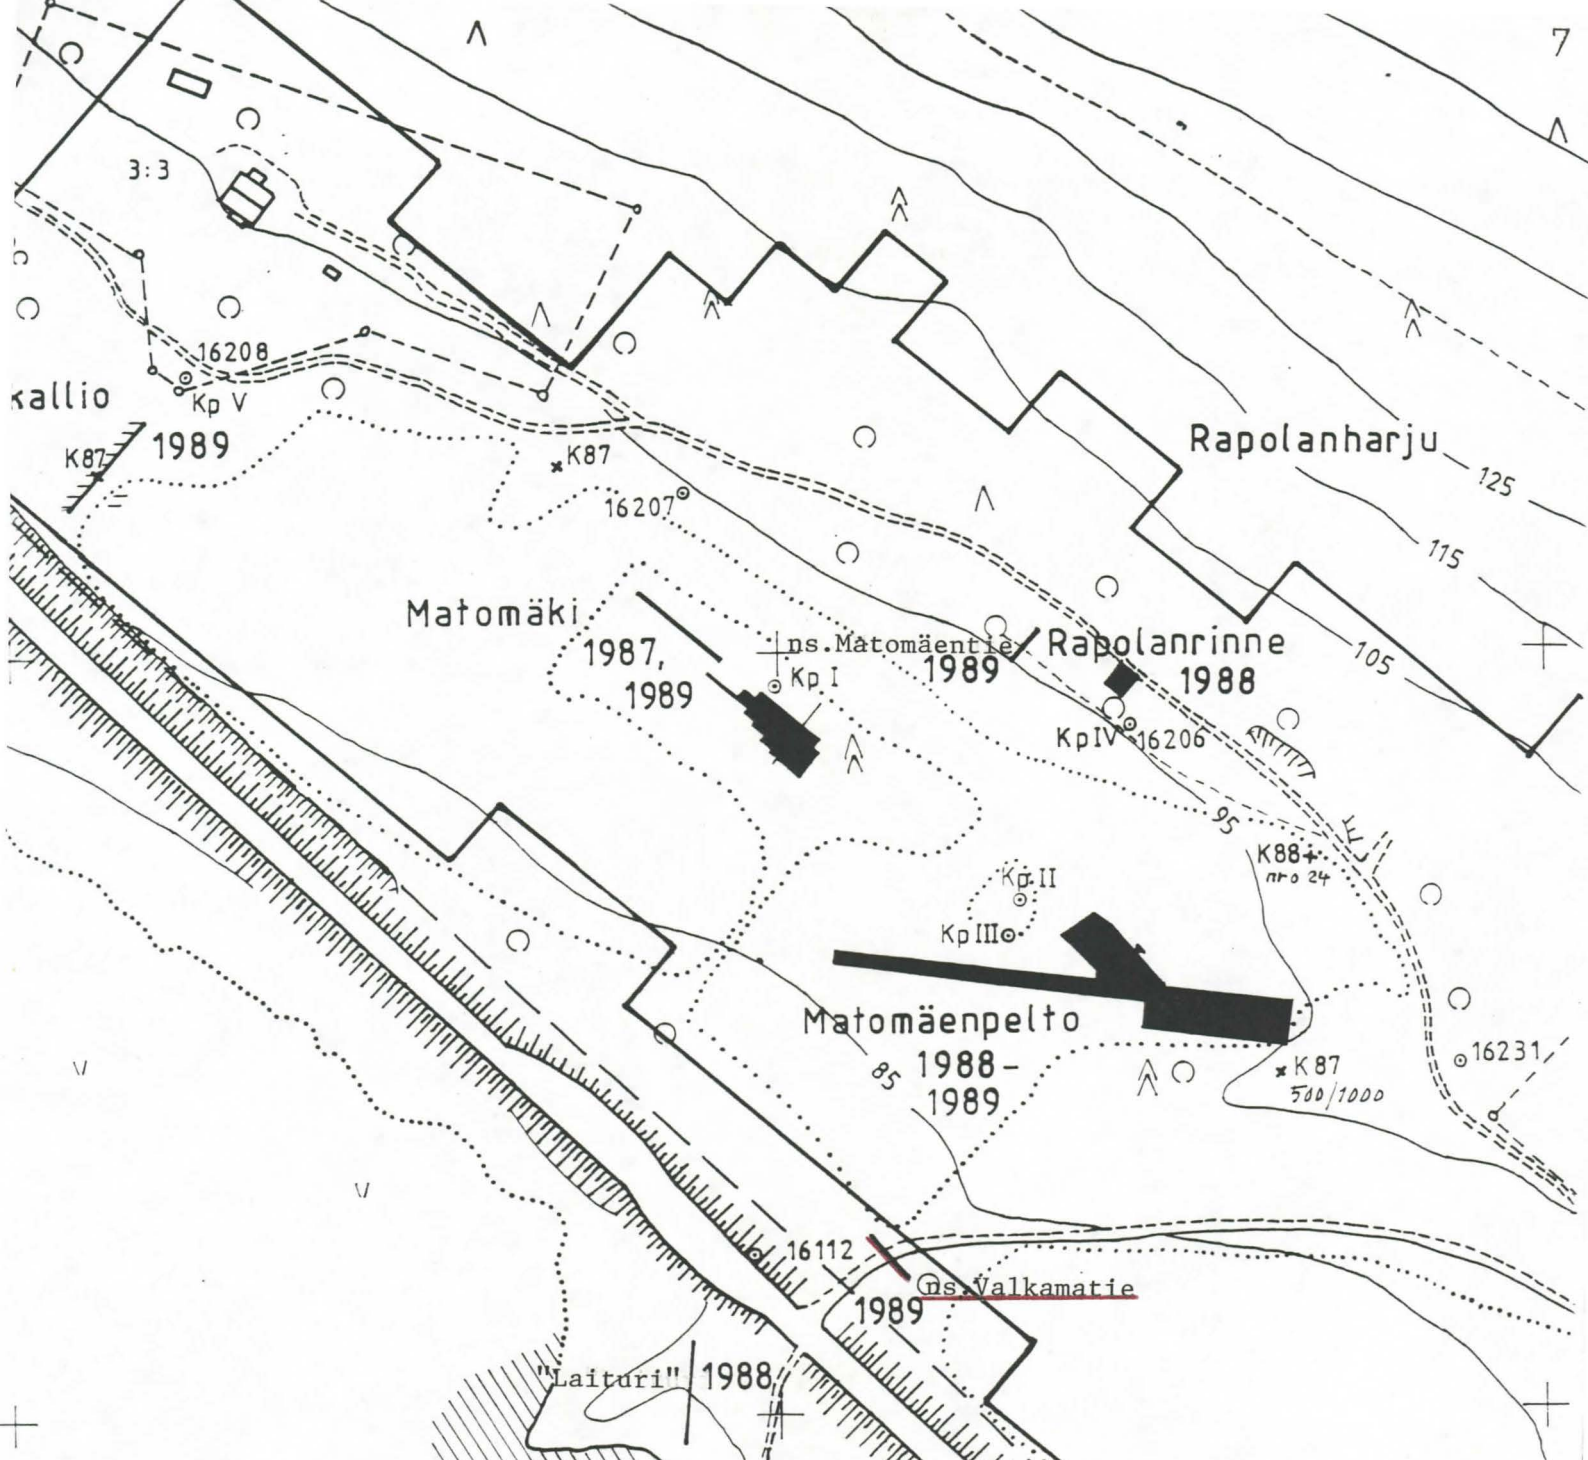 7
3:3
16208
Kp V
kallio
1989
K87
K87
16207
Rapolanharju
125
115
105
Matomäki
1987,
1989
ns.Matomäentie
1989
Kp I
Rapolanrinne
1988
Kp IV
16206
95
K88
nro 24
Kp II
Kp III
Matomäenpelto
1988-
1989
85
16231
K87
500/1000
16112
ns.Valkamatie
1989
"Laituri"
1988